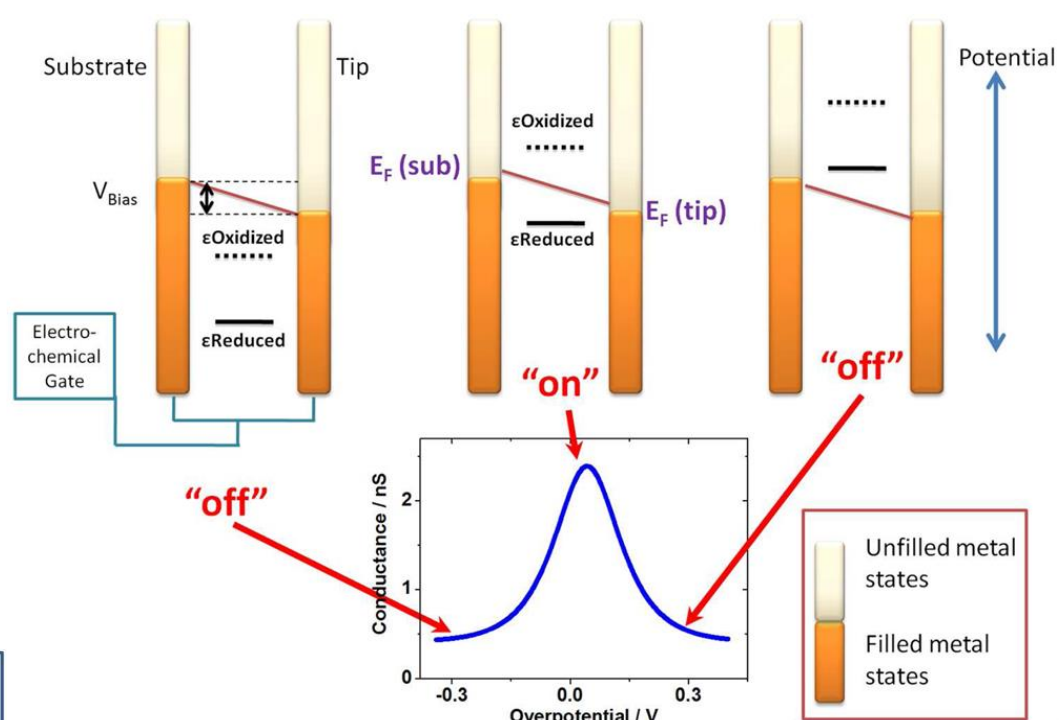 Substrate
Tip
Potential
εOxidized
E_F (sub)
V_Bias
E_F (tip)
εOxidized
εReduced
εReduced
Electro-
chemical
Gate
"on"
"off"
"off"
Conductance / nS
2
1
0
-0.3
0.0
0.3
Overpotential / V
Unfilled metal
states
Filled metal
states